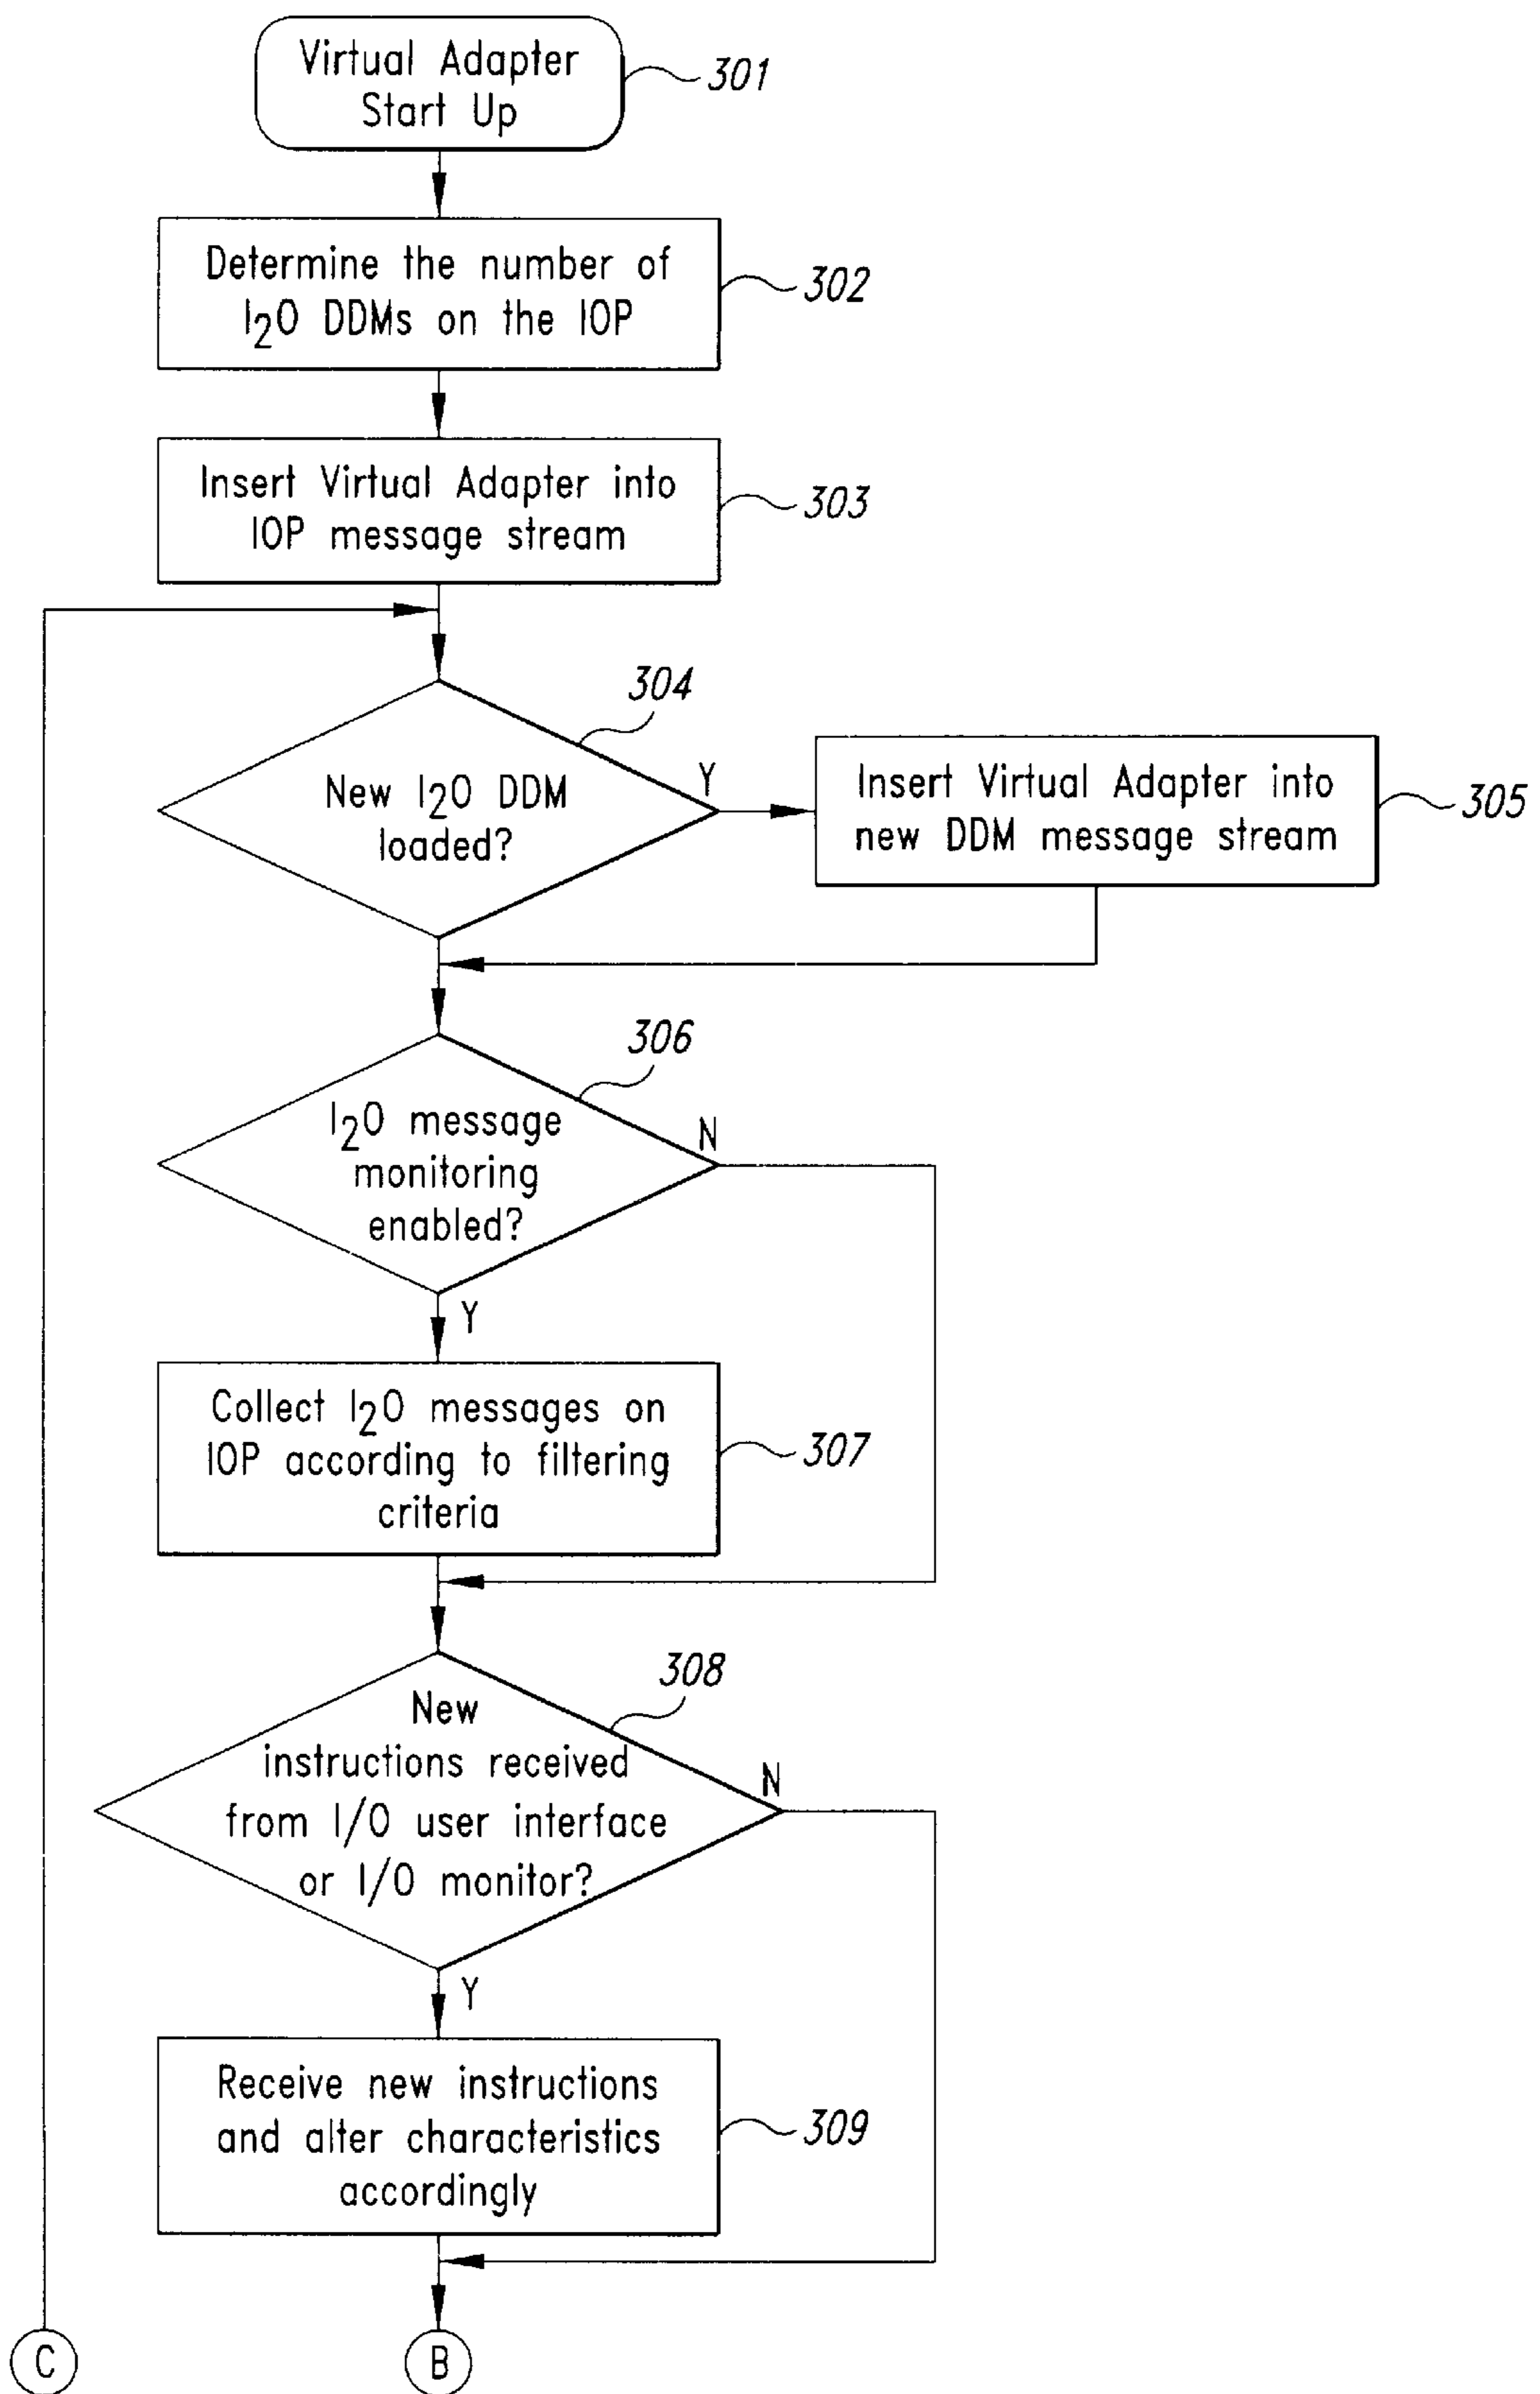 Virtual Adapter
Start Up
301
Determine the number of
I2O DDMs on the IOP
302
Insert Virtual Adapter into
IOP message stream
303
304
New I2O DDM
loaded?
Y
Insert Virtual Adapter into
new DDM message stream
305
306
I2O message
monitoring
enabled?
N
Y
Collect I2O messages on
IOP according to filtering
criteria
307
308
New
instructions received
from I/O user interface
or I/O monitor?
N
Y
Receive new instructions
and alter characteristics
accordingly
309
C
B